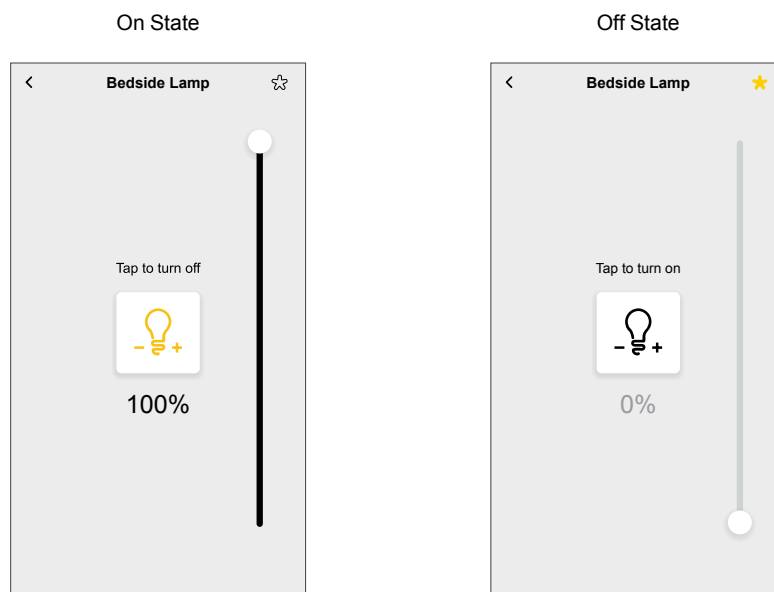 On State
Bedside Lamp
Tap to turn off
100%
Off State
Bedside Lamp
Tap to turn on
0%